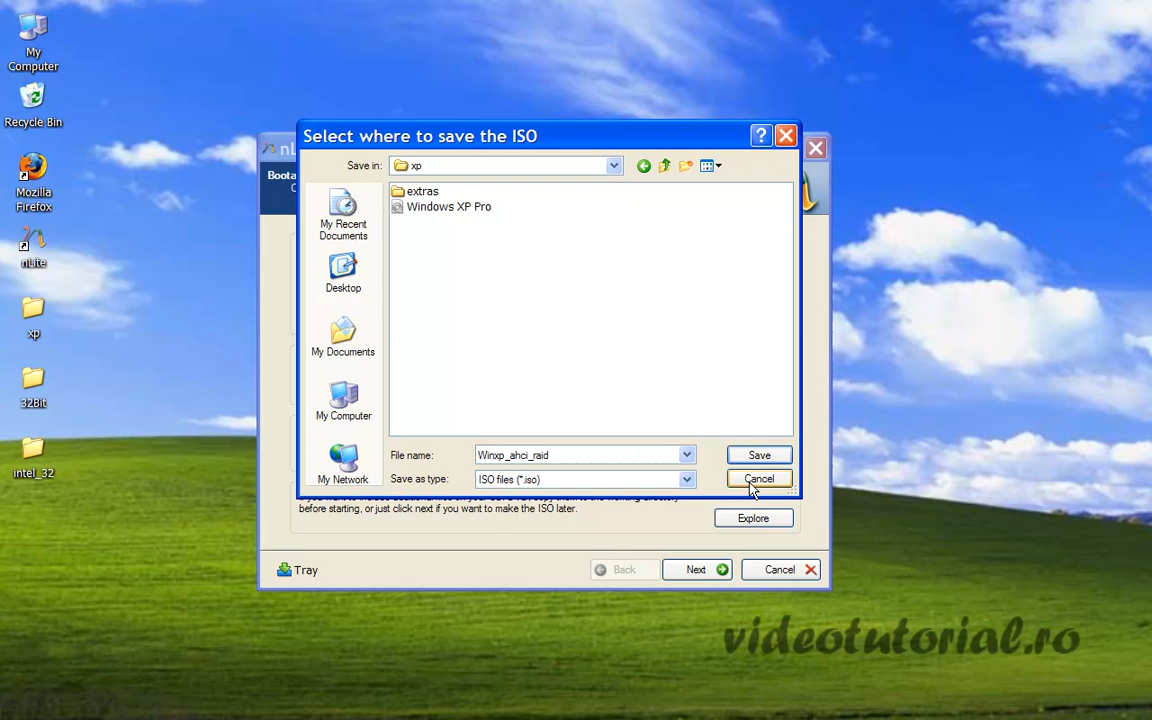 My
Computer
Recycle Bin
Mozilla
Firefox
nLite
xp
32Bit
intel_32
Select where to save the ISO
Save in:
xp
My Recent
Documents
Desktop
My Documents
My Computer
My Network
extras
Windows XP Pro
File name:
Winxp_ahci_raid
Save
Save as type:
ISO files (*.iso)
Cancel
Boota
before starting, or just click next if you want to make the ISO later.
Explore
Tray
Back
Next
Cancel
videotutorial.ro